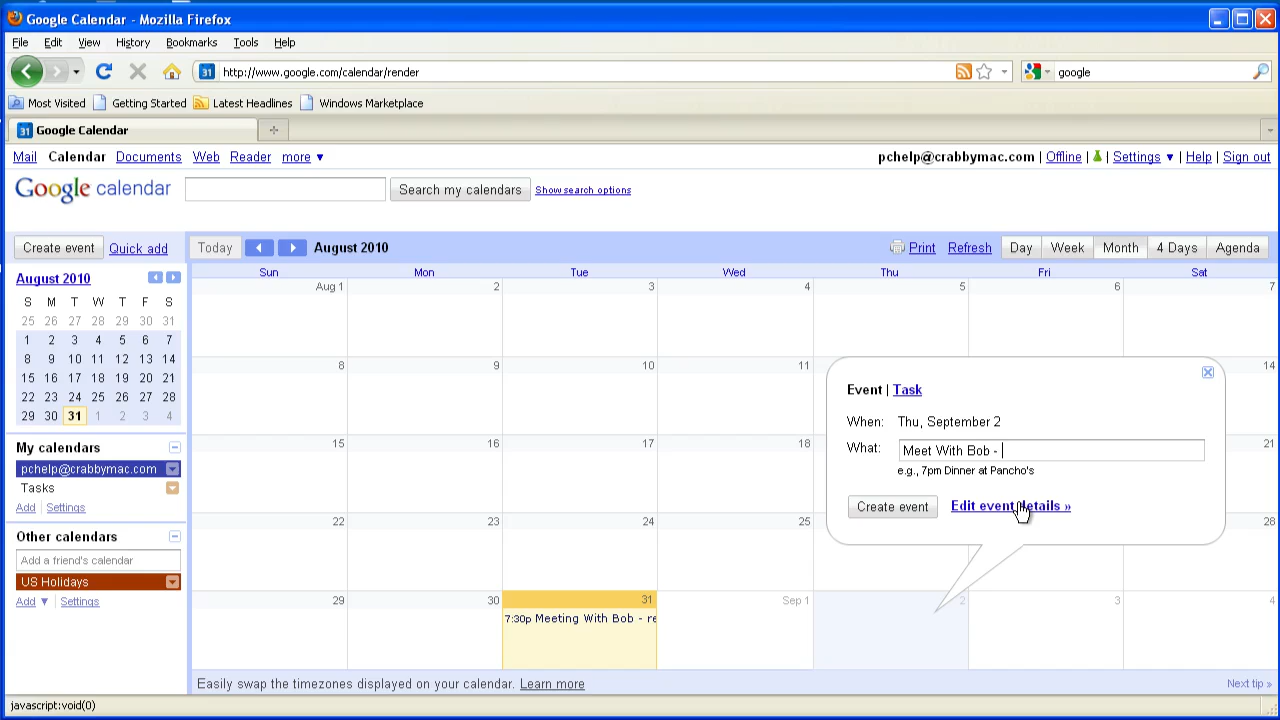 Google Calendar - Mozilla Firefox
File Edit View History Bookmarks Tools Help
31 http://www.google.com/calendar/render google
Most Visited Getting Started Latest Headlines Windows Marketplace
31 Google Calendar
Mail Calendar Documents Web Reader more ▼ pchelp@crabbymac.com | Offline | Settings ▼ | Help | Sign out
Google calendar Search my calendars Show search options
Create event Quick add Today August 2010 Print Refresh Day Week Month 4 Days Agenda
August 2010
S M T W T F S
25 26 27 28 29 30 31
1 2 3 4 5 6 7
8 9 10 11 12 13 14
15 16 17 18 19 20 21
22 23 24 25 26 27 28
29 30 31 1 2 3 4
My calendars
pchelp@crabbymac.com
Tasks
Add Settings
Other calendars
Add a friend's calendar
US Holidays
Add ▼ Settings
Sun Mon Tue Wed Thu Fri Sat
Aug 1 2 3 4 5 6 7
8 9 10 11 14
15 16 17 18 21
22 23 24 25 28
29 30 31 Sep 1 2 3 4
7:30p Meeting With Bob - re
Event | Task
When: Thu, September 2
What: Meet With Bob -
e.g., 7pm Dinner at Pancho's
Create event Edit event details »
Easily swap the timezones displayed on your calendar. Learn more Next tip »
javascript:void(0)